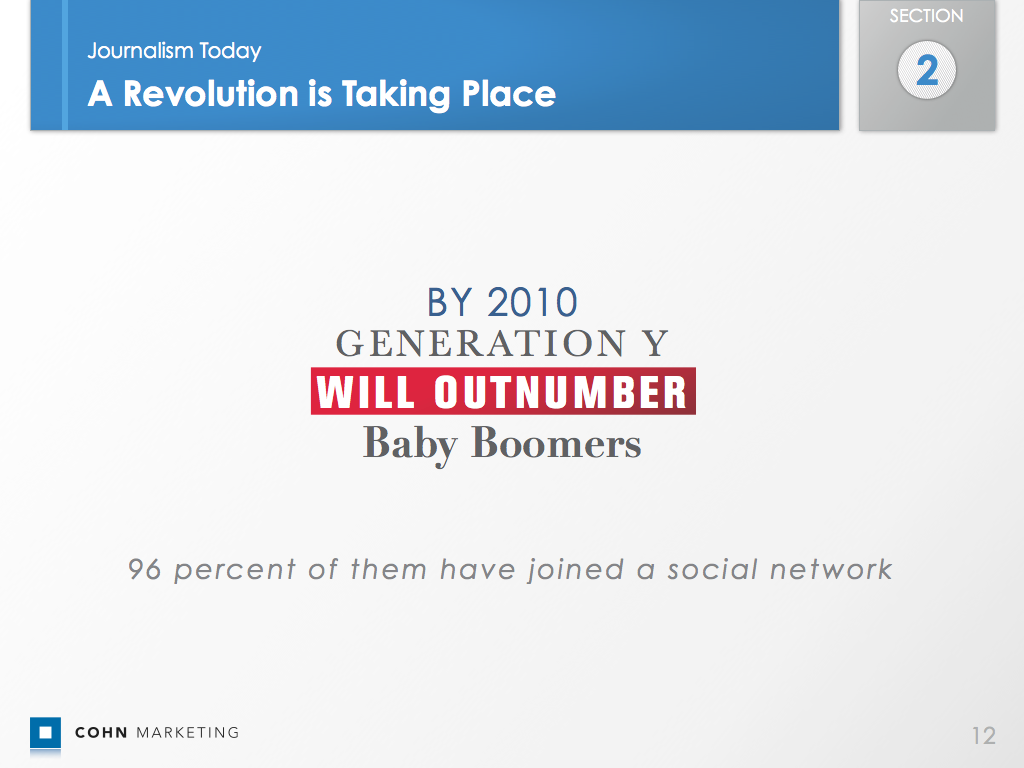 Journalism Today
A Revolution is Taking Place
SECTION
2
BY 2010
GENERATION Y
WILL OUTNUMBER
Baby Boomers
96 percent of them have joined a social network
COHN MARKETING
12